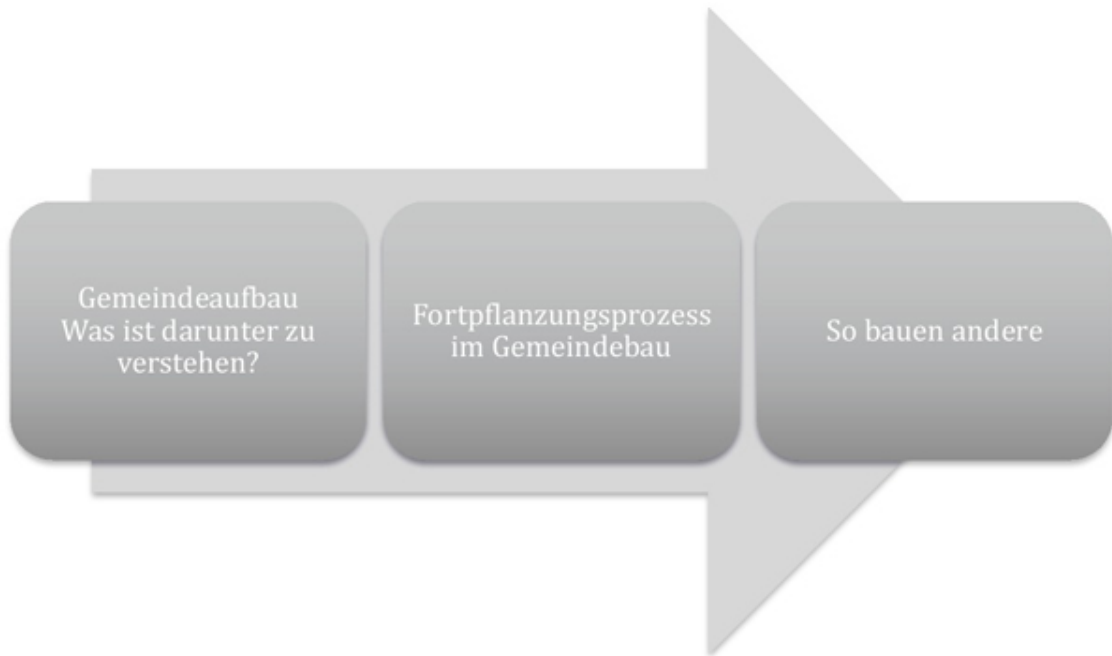 Gemeindeaufbau
Was ist darunter zu
verstehen?
Fortpflanzungsprozess
im Gemeindebau
So bauen andere